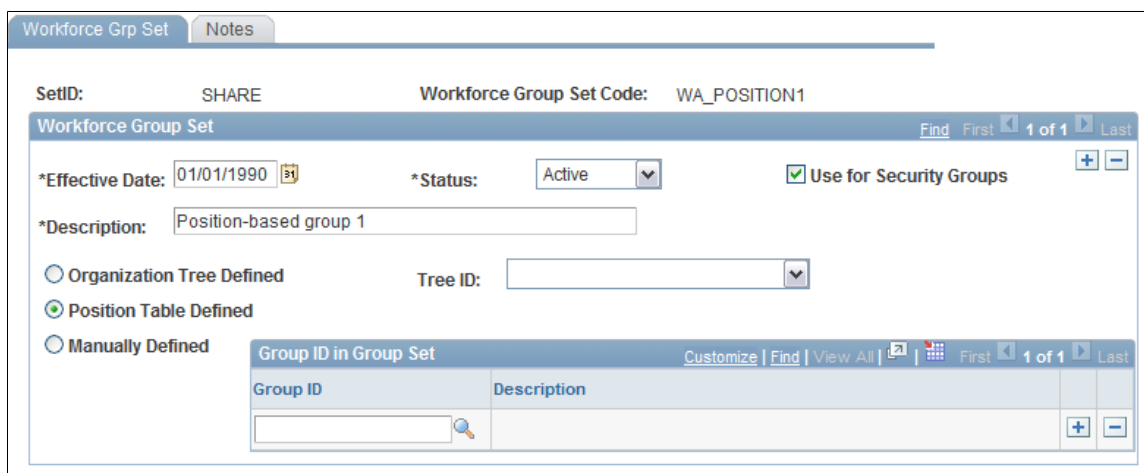 Workforce Grp Set Notes
SetID: SHARE Workforce Group Set Code: WA_POSITION1
Workforce Group Set Find First 1 of 1 Last
*Effective Date: 01/01/1990 31 *Status: Active Use for Security Groups
*Description: Position-based group 1
Organization Tree Defined Tree ID:
Position Table Defined
Manually Defined
Group ID in Group Set Customize | Find | View All | | First 1 of 1 Last
Group ID Description